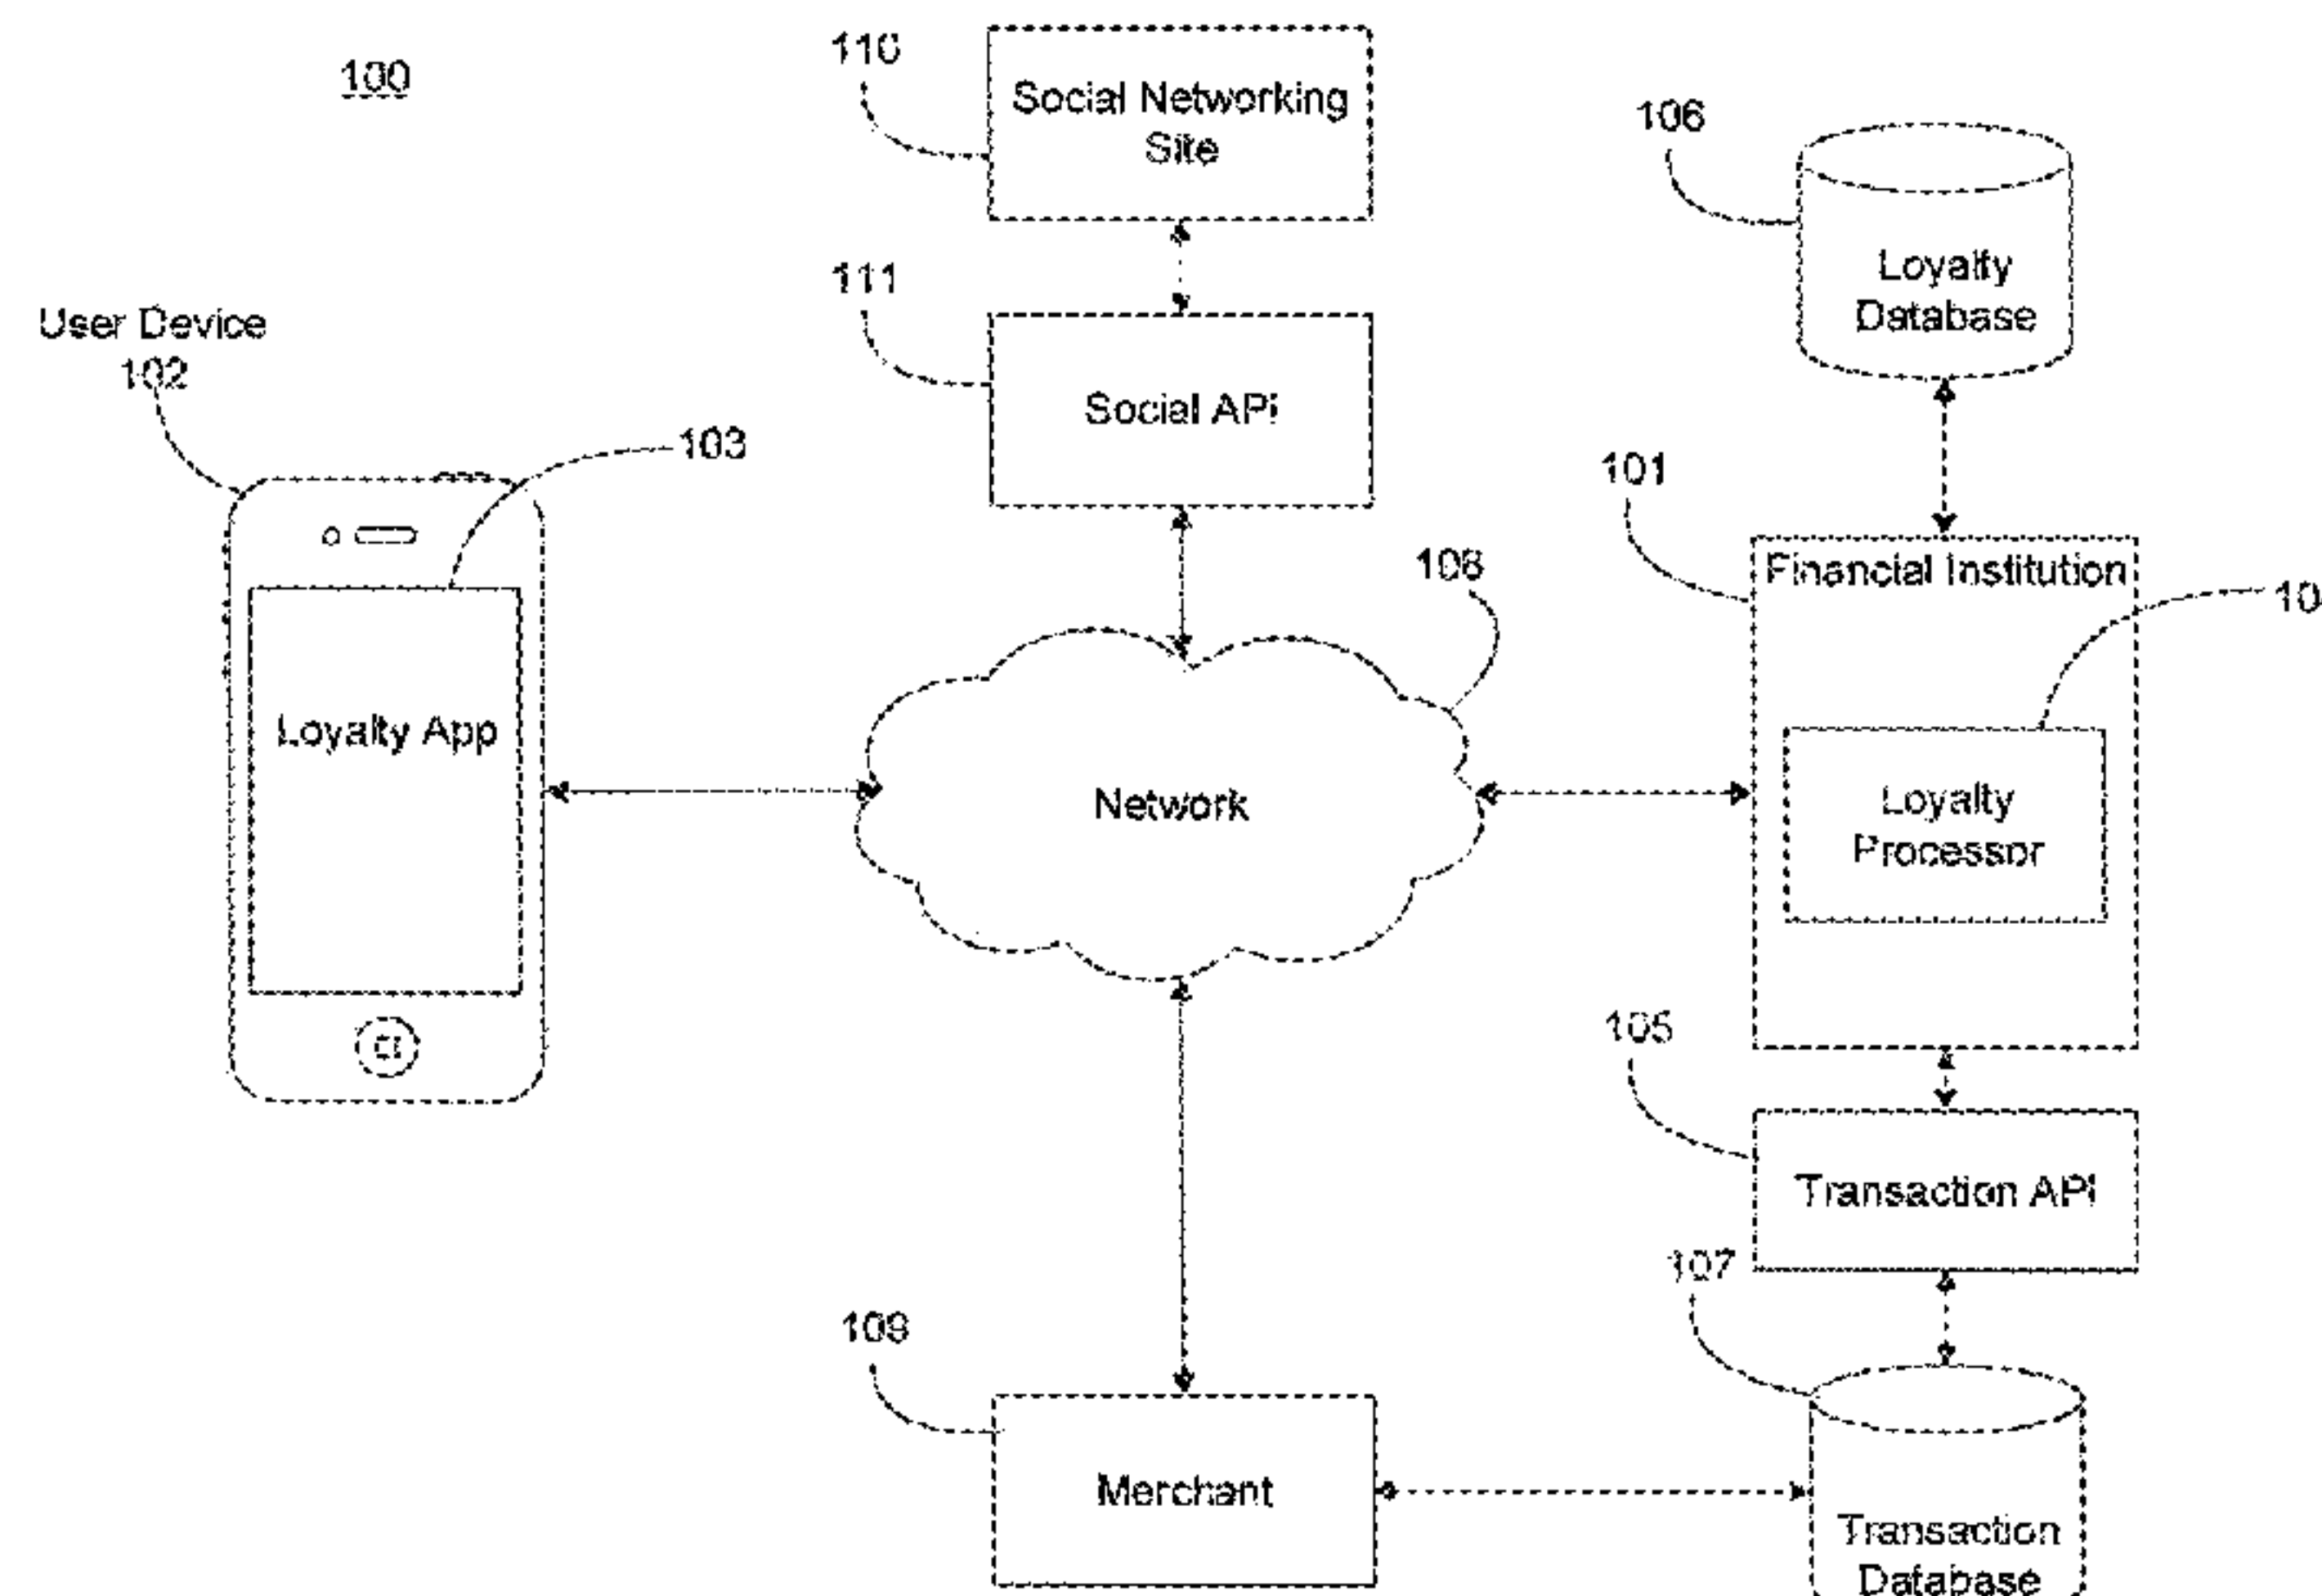 100
110
Social Networking
Site
106
Loyalty
Database
111
Social API
User Device
102
103
101
108
Financial Institution
10
Loyalty App
Network
Loyalty
Processor
105
Transaction API
107
109
Merchant
Transaction
Database